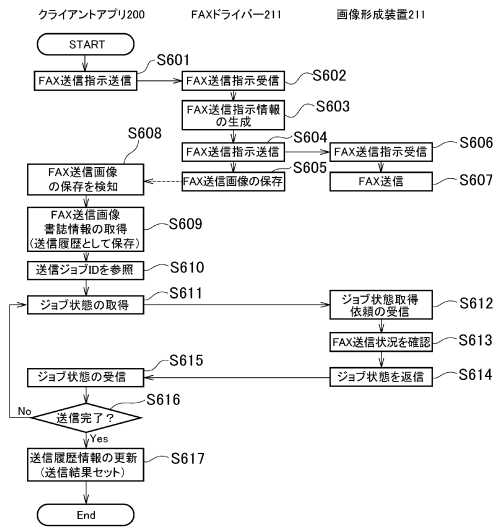 クライアントアプリ200
FAXドライバー211
画像形成装置211
START
S601
FAX送信指示送信
FAX送信指示受信
S602
FAX送信指示情報
の生成
S603
S604
FAX送信指示送信
FAX送信指示受信
S606
S605
FAX送信画像の保存
FAX送信
S607
S608
FAX送信画像
の保存を検知
FAX送信画像
書誌情報の取得
(送信履歴として保存)
S609
送信ジョブIDを参照
S610
ジョブ状態の取得
S611
ジョブ状態取得
依頼の受信
S612
FAX送信状況を確認
S613
S615
ジョブ状態の受信
ジョブ状態を返信
S614
S616
送信完了?
No
Yes
送信履歴情報の更新
(送信結果セット)
S617
End